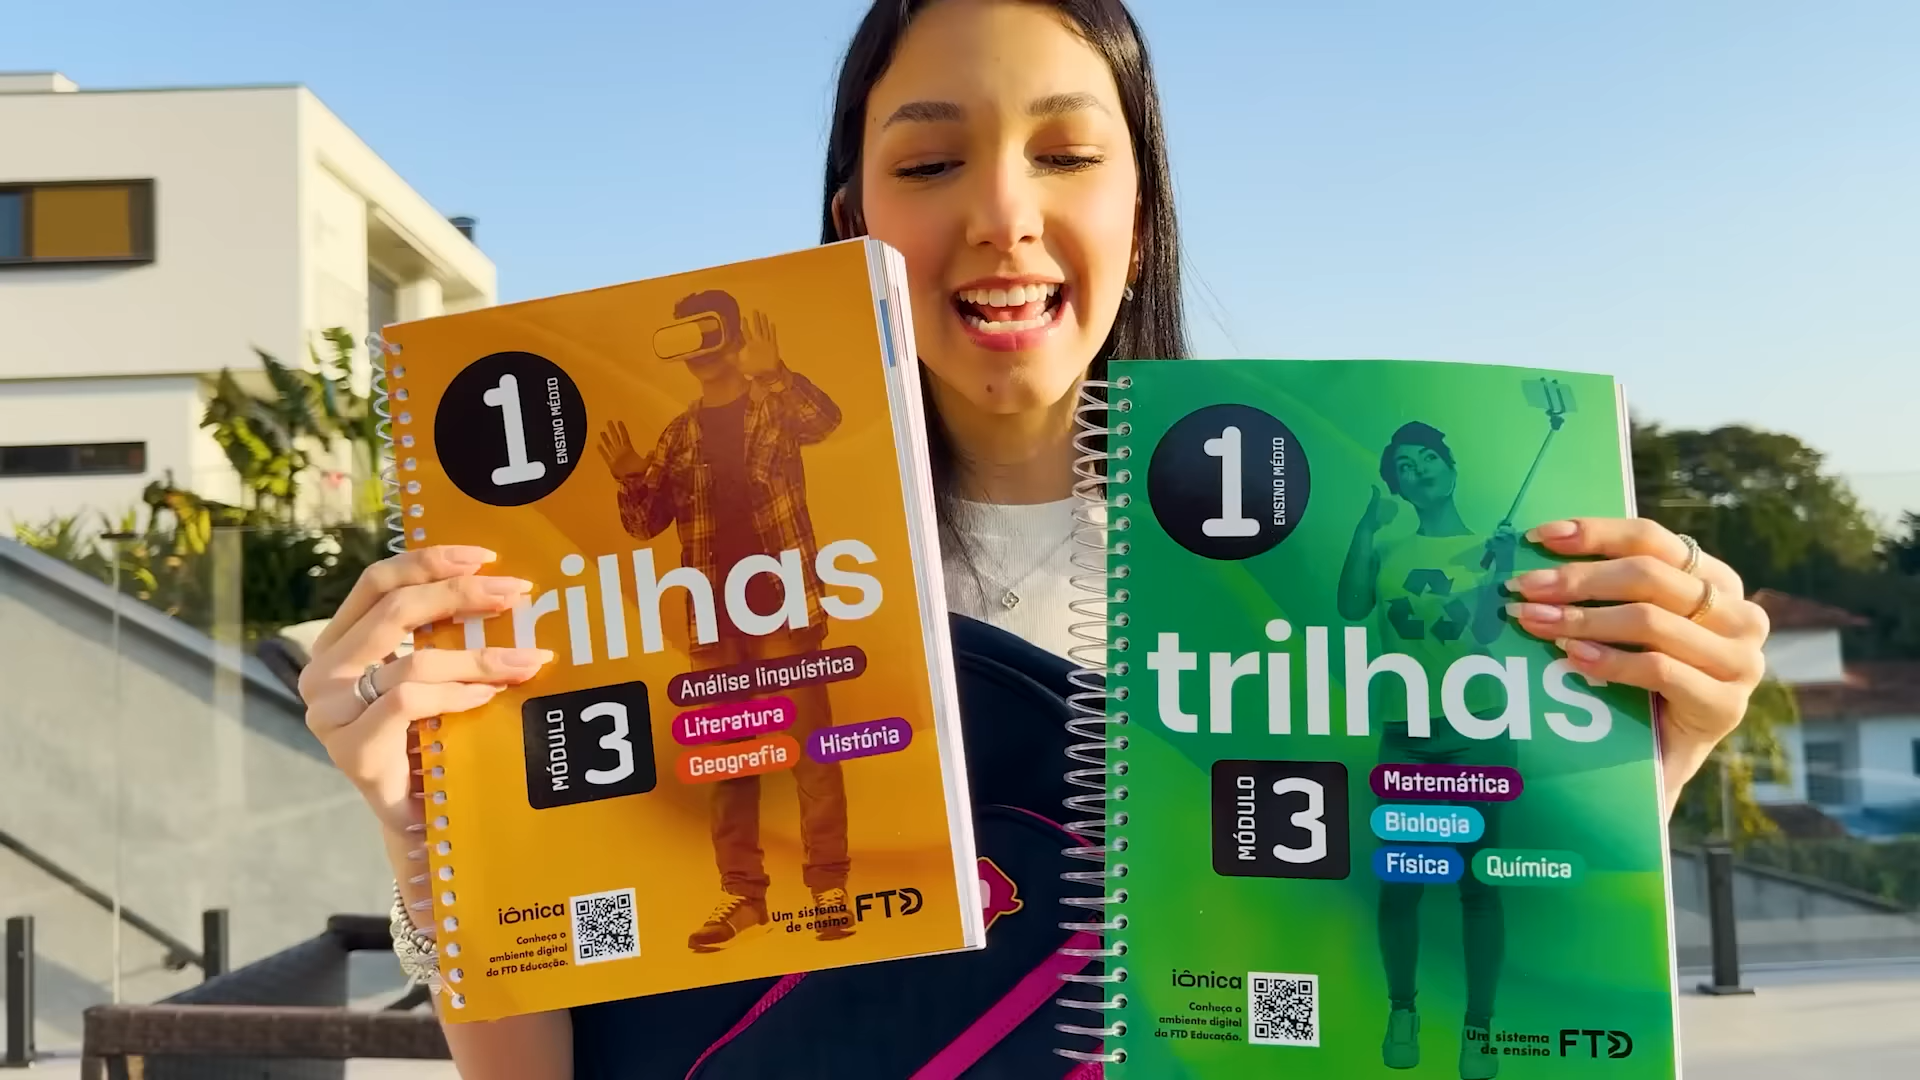 1
ENSINO MÉDIO
trilhas
MÓDULO
3
Análise linguística
Literatura
Geografia
História
iônica
Conheça o
ambiente digital
da FTD Educação.
Um sistema
de ensino
FTD
1
ENSINO MÉDIO
trilhas
MÓDULO
3
Matemática
Biologia
Física
Química
iônica
Conheça o
ambiente digital
da FTD Educação.
Um sistema
de ensino
FTD